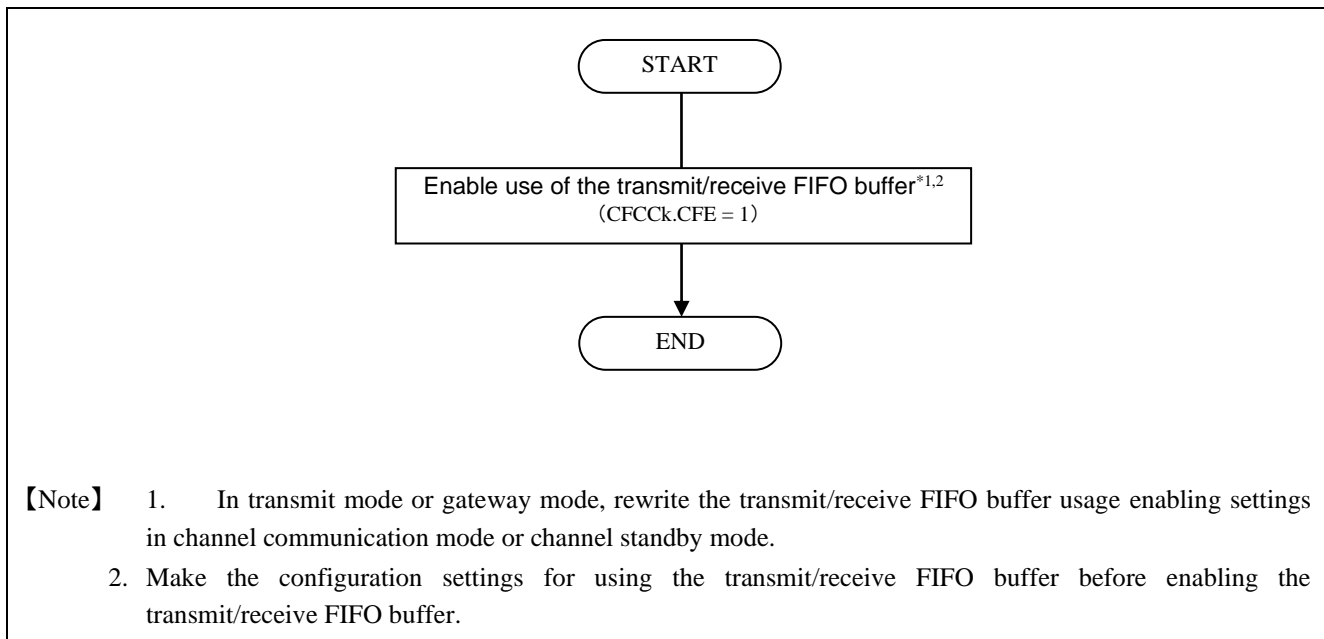 START
Enable use of the transmit/receive FIFO buffer*1,2
（CFCCk.CFE = 1）
END
【Note】 1. In transmit mode or gateway mode, rewrite the transmit/receive FIFO buffer usage enabling settings
in channel communication mode or channel standby mode.
2. Make the configuration settings for using the transmit/receive FIFO buffer before enabling the
transmit/receive FIFO buffer.